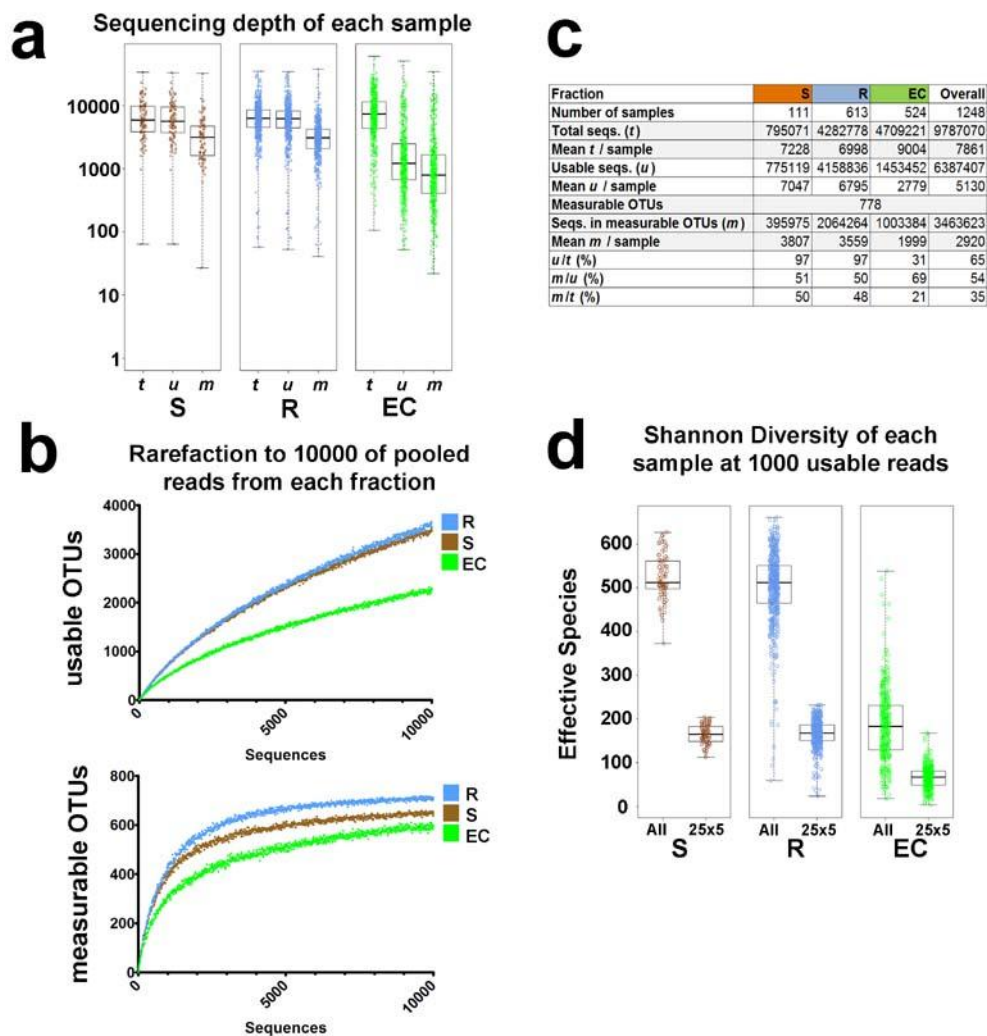 a
Sequencing depth of each sample
10000
1000
100
10
1
t u m t u m t u m
S R EC
b
Rarefaction to 10000 of pooled
reads from each fraction
usable OTUs
4000
3000
2000
1000
0
R
S
EC
0 5000 10000
Sequences
measurable OTUs
800
600
400
200
0
R
S
EC
0 5000 10000
Sequences
c
Fraction S R EC Overall
Number of samples 111 613 524 1248
Total seqs. (t) 795071 4282778 4709221 9787070
Mean t / sample 7228 6998 9004 7861
Usable seqs. (u) 775119 4158836 1453452 6387407
Mean u / sample 7047 6795 2779 5130
Measurable OTUs 778
Seqs. in measurable OTUs (m) 395975 2064264 1003384 3463623
Mean m / sample 3807 3559 1999 2920
u/t (%) 97 97 31 65
m/u (%) 51 50 69 54
m/t (%) 50 48 21 35
d
Shannon Diversity of each
sample at 1000 usable reads
Effective Species
600
500
400
300
200
100
0
All 25x5 All 25x5 All 25x5
S R EC